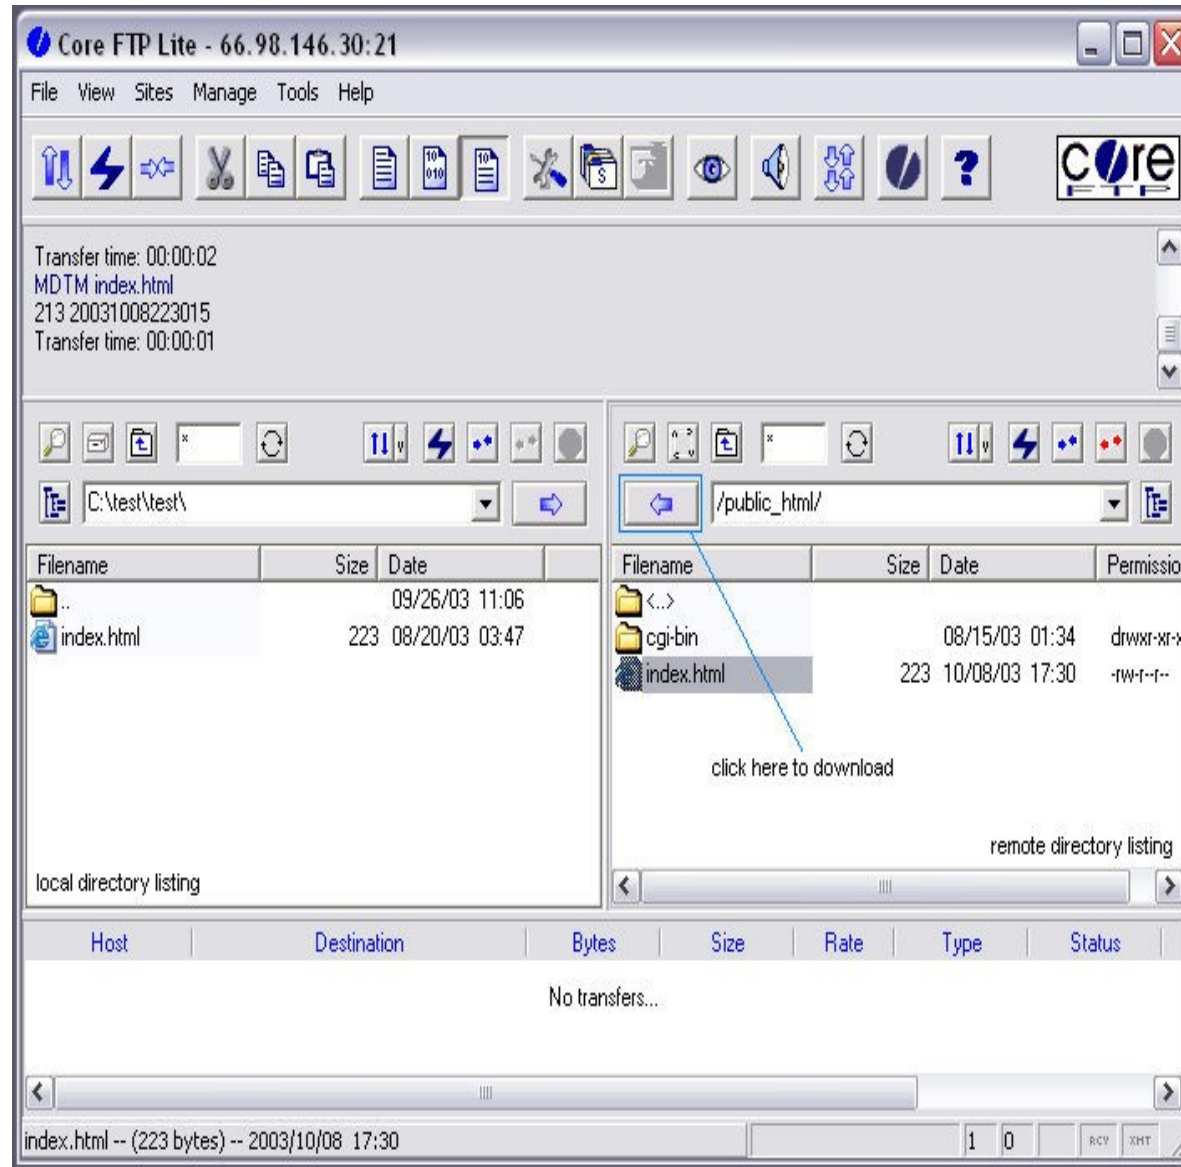 Core FTP Lite - 66.98.146.30:21
File View Sites Manage Tools Help
core
FTP
Transfer time: 00:00:02
MDTM index.html
213 20031008223015
Transfer time: 00:00:01
*
*
C:\test\test\
/public_html/
Filename Size Date
.. 09/26/03 11:06
index.html 223 08/20/03 03:47
local directory listing
Filename Size Date Permissio
<..>
cgi-bin 08/15/03 01:34 drwxr-xr-x
index.html 223 10/08/03 17:30 -rw-r--r--
click here to download
remote directory listing
Host Destination Bytes Size Rate Type Status
No transfers...
index.html -- (223 bytes) -- 2003/10/08 17:30 1 0 RCV XMT